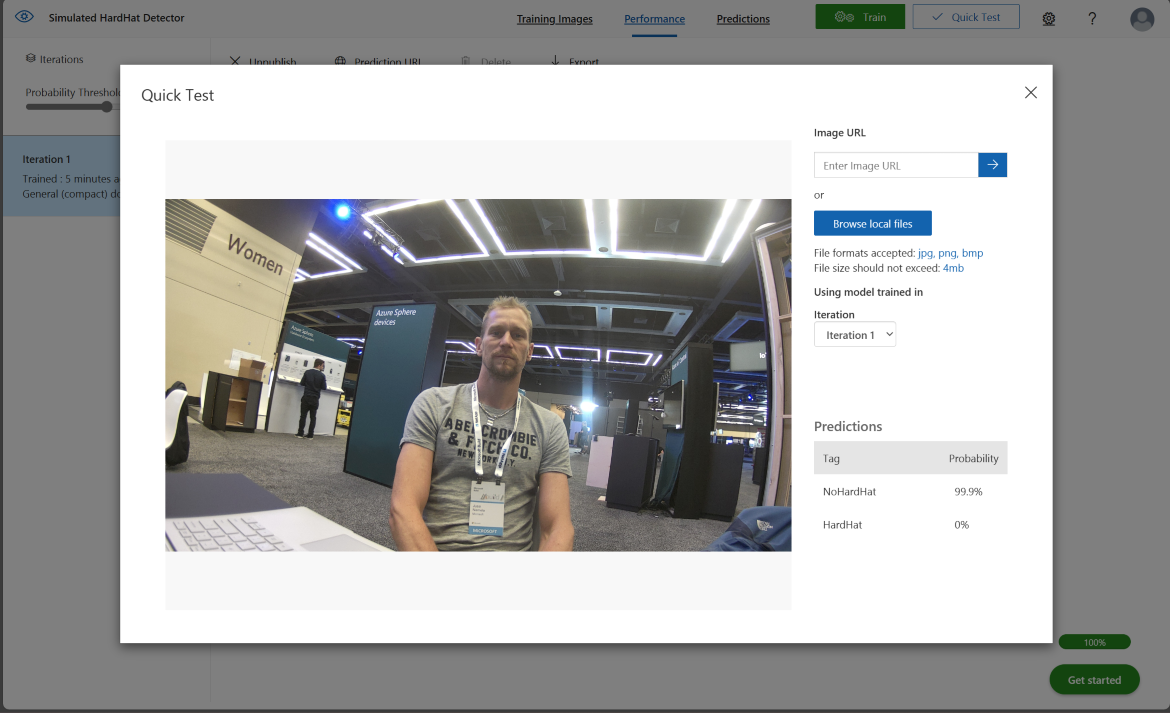 Simulated HardHat Detector
Training Images
Performance
Predictions
Train
Quick Test
Iterations
Unpublish
Prediction URL
Delete
Export
Probability Threshold
Iteration 1
Trained : 5 minutes a
General (compact) do
Quick Test
Women
Azure Sphere
devices
ABERCROMBIE
& FITCH CO.
NEW YORK, N.Y.
MICROSOFT
Image URL
Enter Image URL
or
Browse local files
File formats accepted: jpg, png, bmp
File size should not exceed: 4mb
Using model trained in
Iteration
Iteration 1
Predictions
Tag
Probability
NoHardHat
99.9%
HardHat
0%
100%
Get started